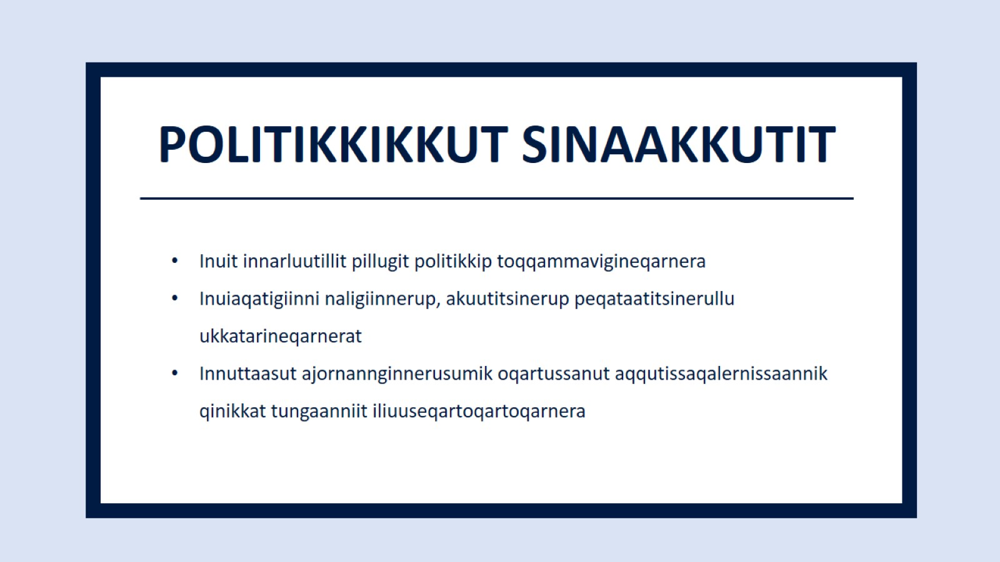 POLITIKKIKKUT SINAAKKUTIT
• Inuit innarluutillit pillugit politikkip toqqammavigineqarnera
• Inuiaqatigiinni naligiinnerup, akuutitsinerup peqataatitsinerullu
ukkatarineqarnerat
• Innuttaasut ajornannginnerusumik oqartussanut aqqutissaqalernissaannik
qinikkat tungaanniit iliuuseqartoqartoqarnera